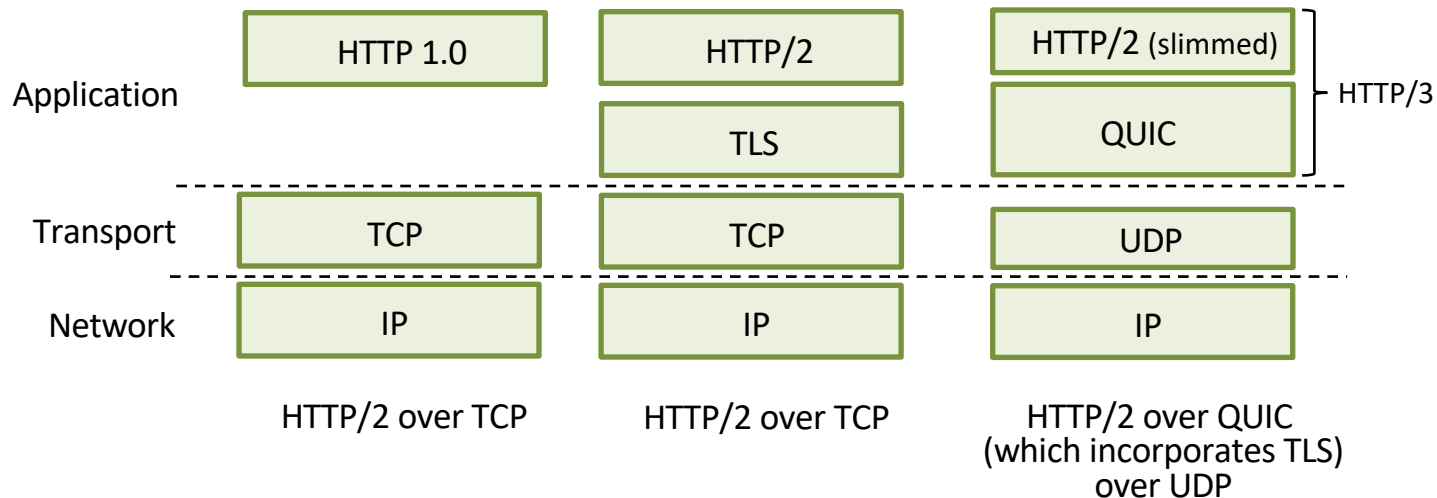 HTTP 1.0
HTTP/2
HTTP/2 (slimmed)
Application
HTTP/3
TLS
QUIC
Transport
TCP
TCP
UDP
Network
IP
IP
IP
HTTP/2 over TCP
HTTP/2 over TCP
HTTP/2 over QUIC
(which incorporates TLS)
over UDP